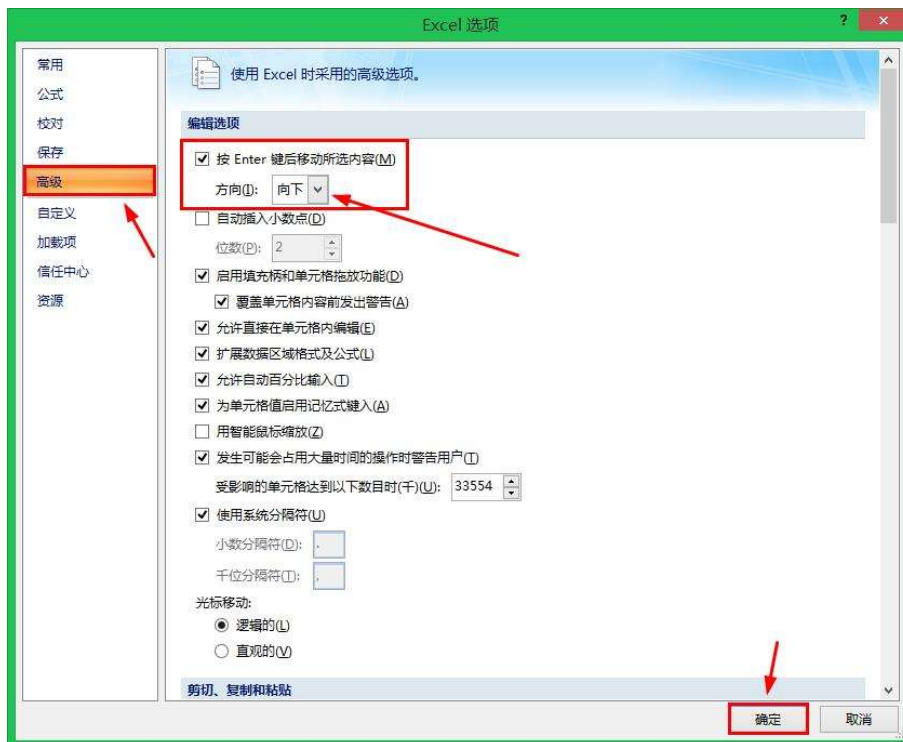 Excel 选项
? ×
常用
公式
校对
保存
高级
自定义
加载项
信任中心
资源
使用 Excel 时采用的高级选项。
编辑选项
按 Enter 键后移动所选内容(M)
方向(I): 向下
自动插入小数点(D)
位数(P): 2
启用填充柄和单元格拖放功能(D)
覆盖单元格内容前发出警告(A)
允许直接在单元格内编辑(E)
扩展数据区域格式及公式(L)
允许自动百分比输入(T)
为单元格值启用记忆式键入(A)
用智能鼠标缩放(Z)
发生可能会占用大量时间的操作时警告用户(T)
受影响的单元格达到以下数目时(千)(U): 33554
使用系统分隔符(U)
小数分隔符(D): .
千位分隔符(T): ,
光标移动:
逻辑的(L)
直观的(V)
剪切、复制和粘贴
确定 取消